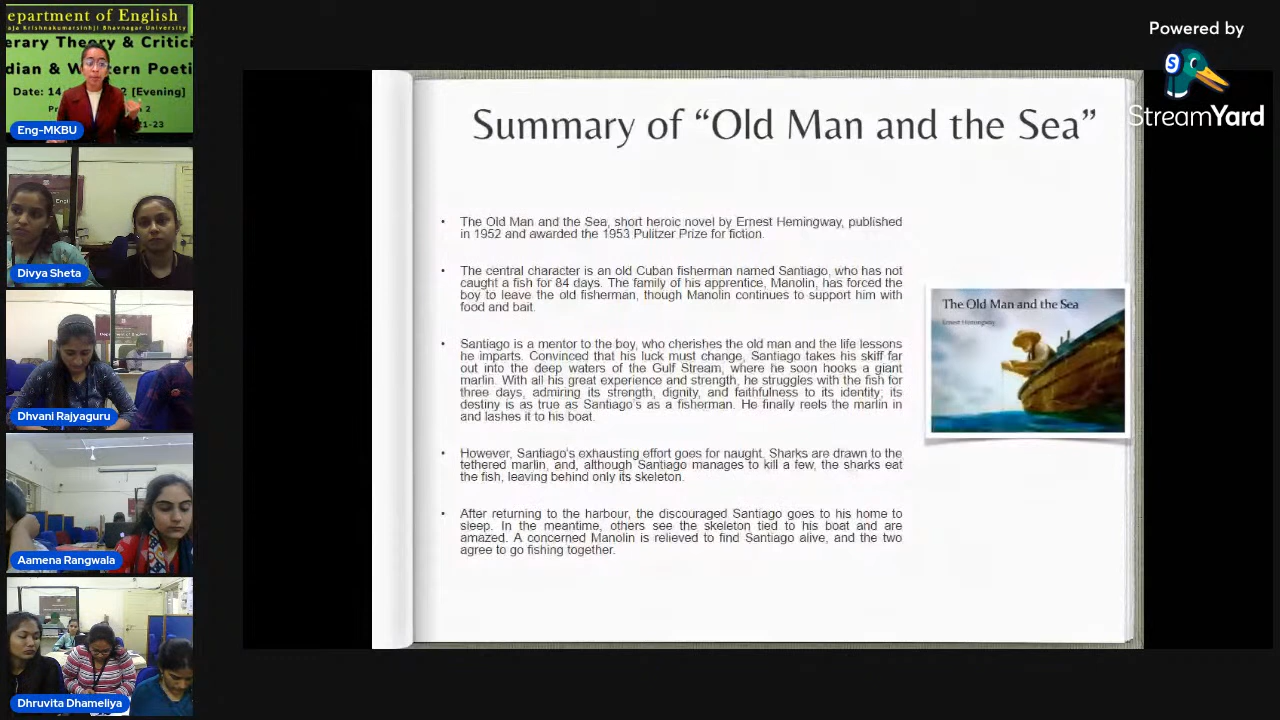 epartment of English
aja Krishnakumarsinhji Bhavnagar University
erary Theory & Critici
dian & W tern Poeti
Date: 14 2 [Evening]
21-23
Eng-MKBU
Divya Sheta
Dhvani Rajyaguru
Aamena Rangwala
Dhruvita Dhameliya
Powered by
S
StreamYard
Summary of “Old Man and the Sea”
• The Old Man and the Sea, short heroic novel by Ernest Hemingway, published
in 1952 and awarded the 1953 Pulitzer Prize for fiction.
• The central character is an old Cuban fisherman named Santiago, who has not
caught a fish for 84 days. The family of his apprentice, Manolin, has forced the
boy to leave the old fisherman, though Manolin continues to support him with
food and bait.
• Santiago is a mentor to the boy, who cherishes the old man and the life lessons
he imparts. Convinced that his luck must change, Santiago takes his skiff far
out into the deep waters of the Gulf Stream, where he soon hooks a giant
marlin. With all his great experience and strength, he struggles with the fish for
three days, admiring its strength, dignity, and faithfulness to its identity; its
destiny is as true as Santiago’s as a fisherman. He finally reels the marlin in
and lashes it to his boat.
• However, Santiago’s exhausting effort goes for naught. Sharks are drawn to the
tethered marlin, and, although Santiago manages to kill a few, the sharks eat
the fish, leaving behind only its skeleton.
• After returning to the harbour, the discouraged Santiago goes to his home to
sleep. In the meantime, others see the skeleton tied to his boat and are
amazed. A concerned Manolin is relieved to find Santiago alive, and the two
agree to go fishing together.
The Old Man and the Sea
Ernest Hemingway